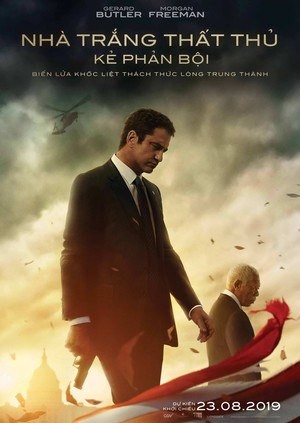 GERARD MORGAN
BUTLER FREEMAN
NHÀ TRẮNG THẤT THỦ
KẺ PHẢN BỘI
BIỂN LỬA KHỐC LIỆT THÁCH THỨC LÒNG TRUNG THÀNH
DỰ KIẾN
KHỞI CHIẾU 23.08.2019